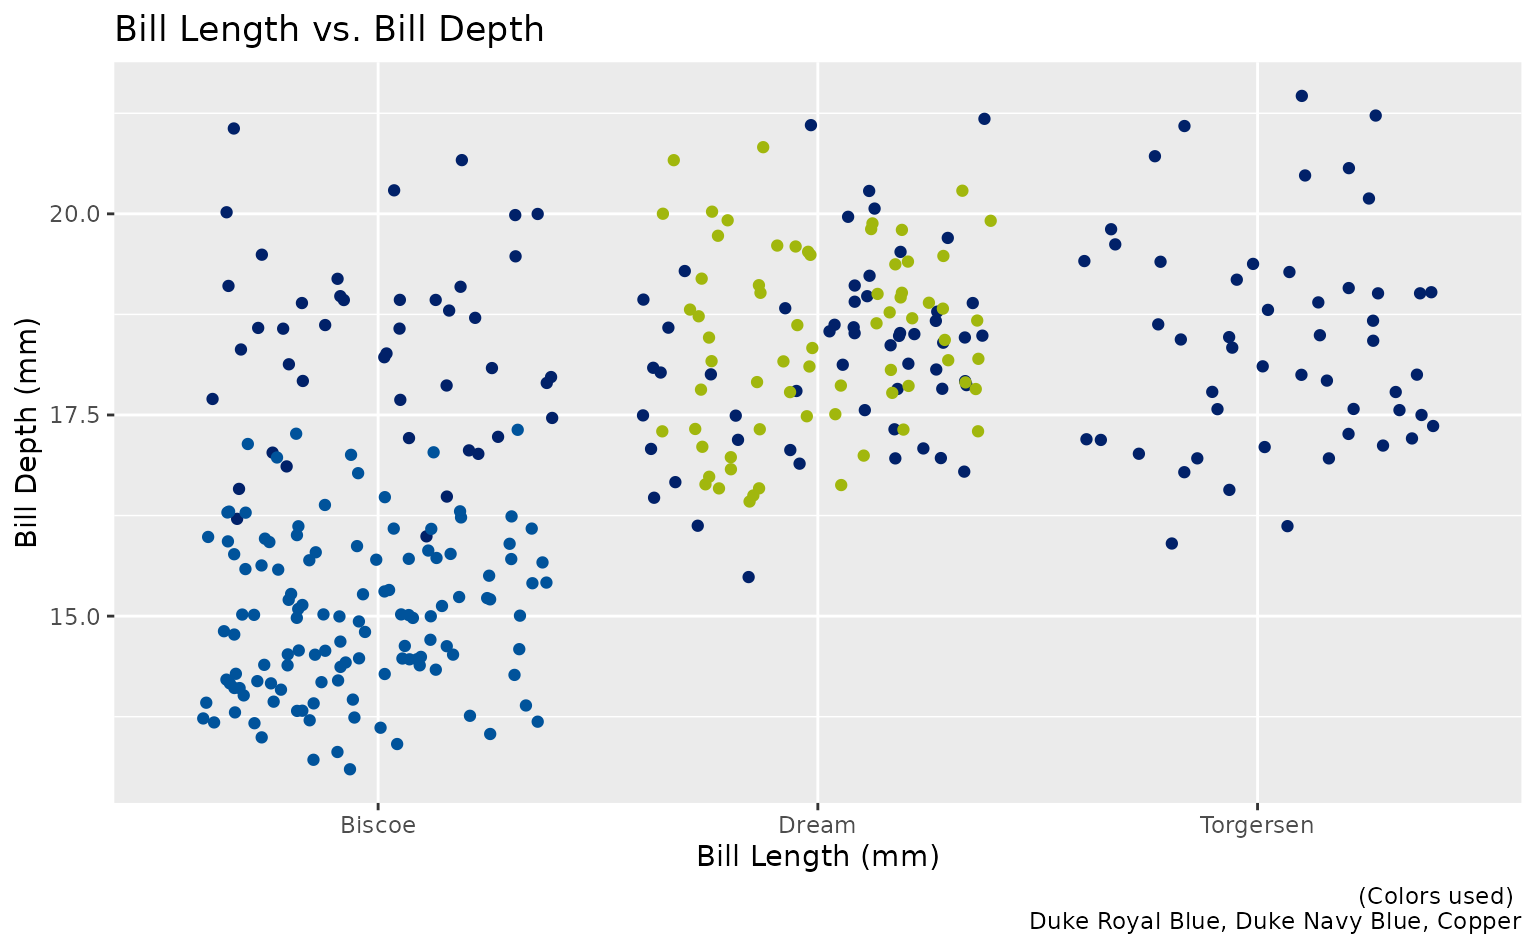 Bill Length vs. Bill Depth
Bill Depth (mm)
20.0
17.5
15.0
Biscoe
Dream
Torgersen
Bill Length (mm)
(Colors used)
Duke Royal Blue, Duke Navy Blue, Copper